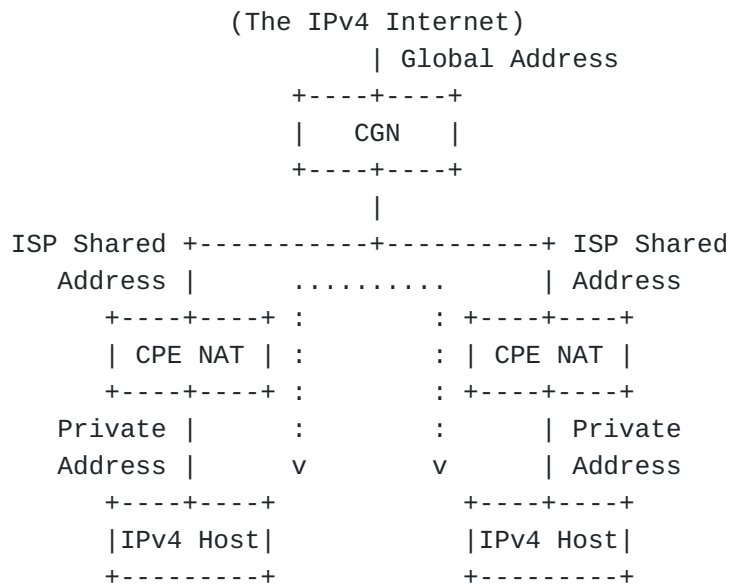 (The IPv4 Internet)
| Global Address
+----+----+
| CGN |
+----+----+
|
ISP Shared +-----------+----------+ ISP Shared
Address | .......... | Address
+----+----+ : : +----+----+
| CPE NAT | : : | CPE NAT |
+----+----+ : : +----+----+
Private | : : | Private
Address | v v | Address
+----+----+ +----+----+
|IPv4 Host| |IPv4 Host|
+---------+ +---------+